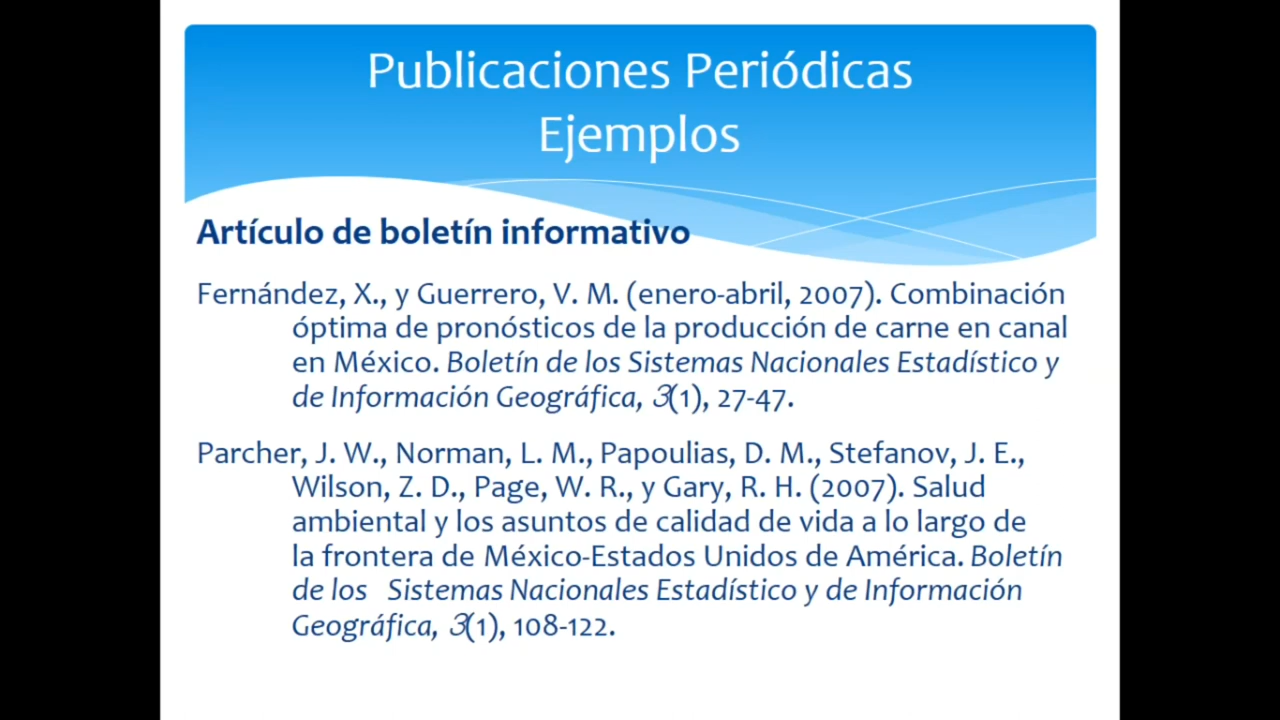 Publicaciones Periódicas
Ejemplos
Artículo de boletín informativo
Fernández, X., y Guerrero, V. M. (enero-abril, 2007). Combinación
óptima de pronósticos de la producción de carne en canal
en México. Boletín de los Sistemas Nacionales Estadístico y
de Información Geográfica, 3(1), 27-47.
Parcher, J. W., Norman, L. M., Papoulias, D. M., Stefanov, J. E.,
Wilson, Z. D., Page, W. R., y Gary, R. H. (2007). Salud
ambiental y los asuntos de calidad de vida a lo largo de
la frontera de México-Estados Unidos de América. Boletín
de los Sistemas Nacionales Estadístico y de Información
Geográfica, 3(1), 108-122.